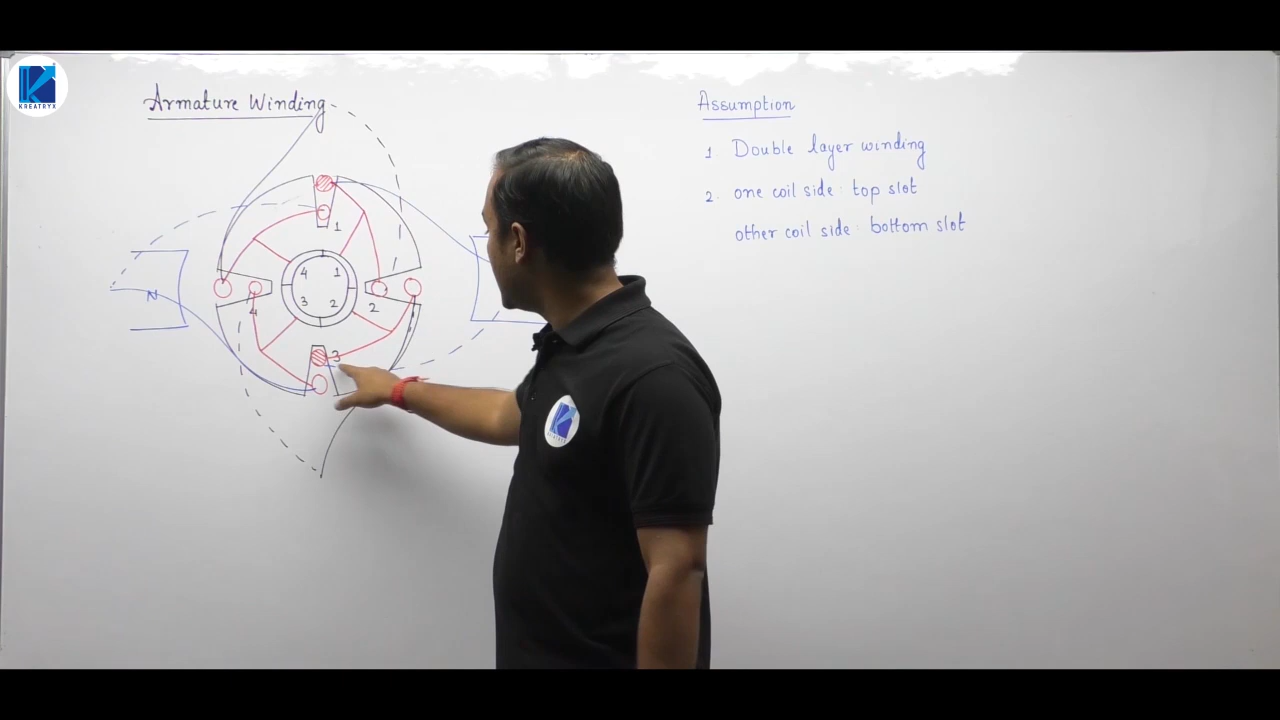 KREATRYX
Armature Winding
1
4 1
3 2
4
2
3
N
Assumption
1. Double layer winding
2. one coil side: top slot
other coil side: bottom slot